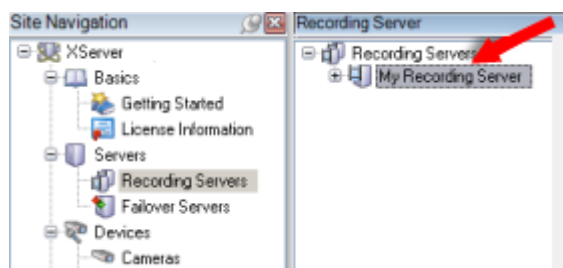 Site Navigation
XServer
Basics
Getting Started
License Information
Servers
Recording Servers
Failover Servers
Devices
Cameras
Recording Server
Recording Servers
My Recording Server